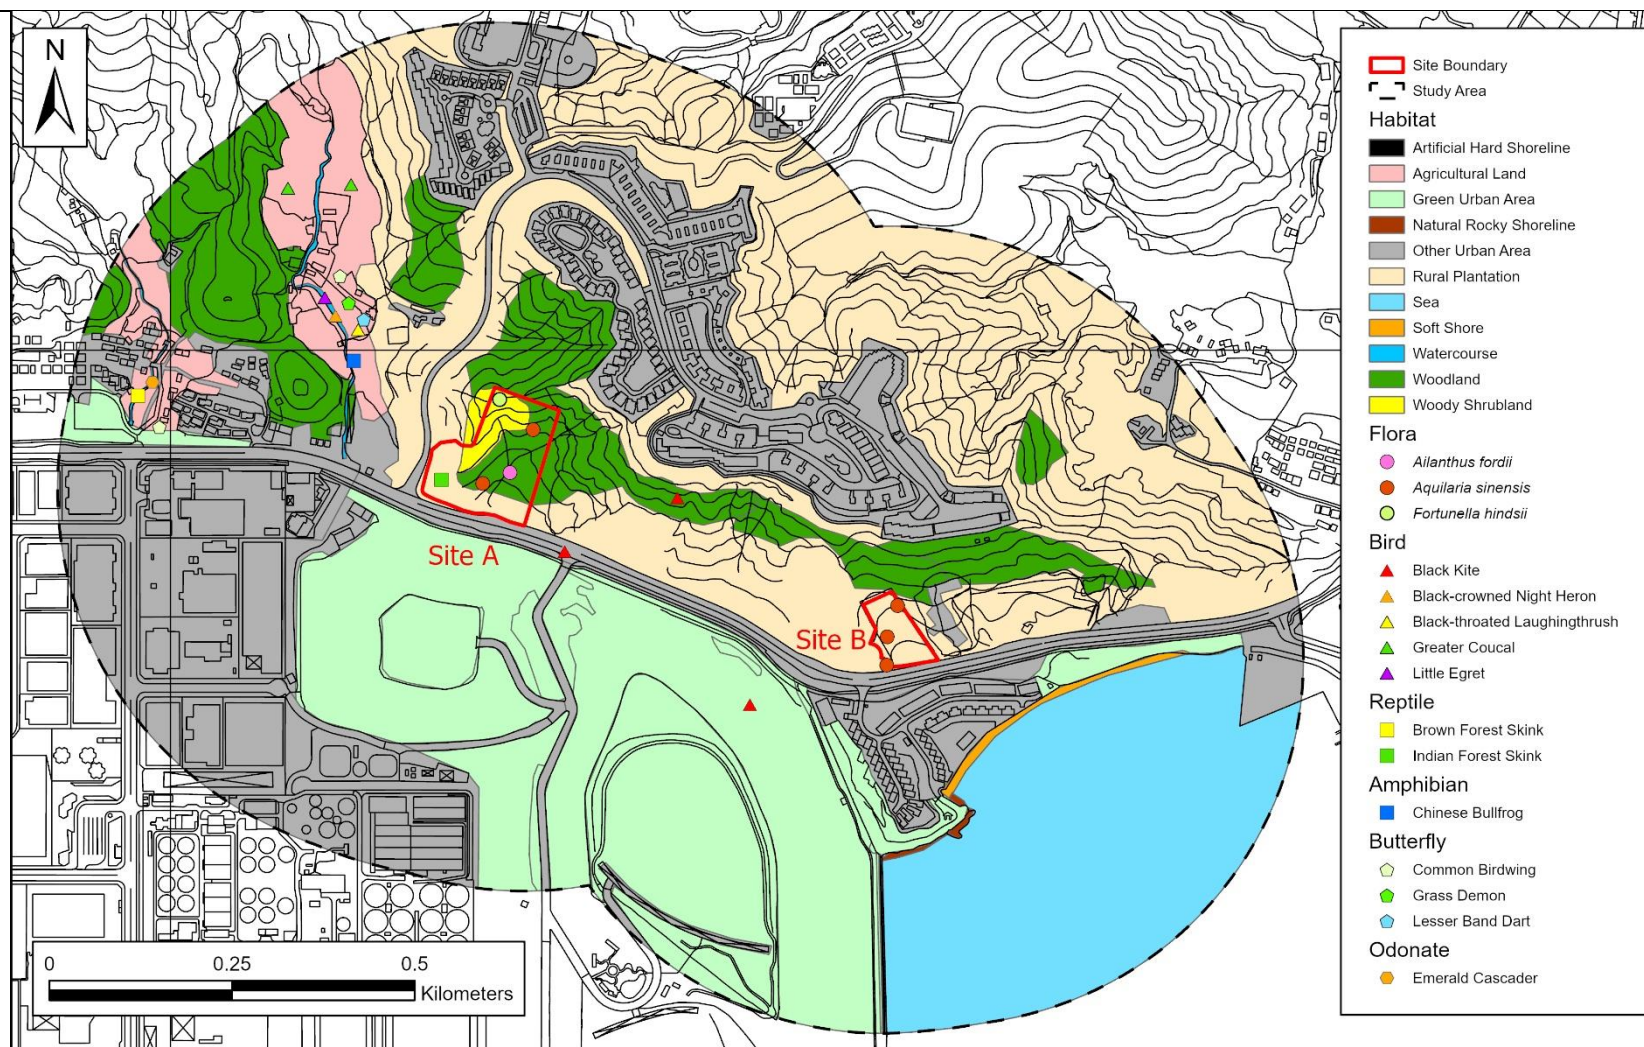 N
Site A
Site B
0 0.25 0.5
Kilometers
Site Boundary
Study Area
Habitat
Artificial Hard Shoreline
Agricultural Land
Green Urban Area
Natural Rocky Shoreline
Other Urban Area
Rural Plantation
Sea
Soft Shore
Watercourse
Woodland
Woody Shrubland
Flora
Ailanthus fordii
Aquilaria sinensis
Fortunella hindsii
Bird
Black Kite
Black-crowned Night Heron
Black-throated Laughingthrush
Greater Coucal
Little Egret
Reptile
Brown Forest Skink
Indian Forest Skink
Amphibian
Chinese Bullfrog
Butterfly
Common Birdwing
Grass Demon
Lesser Band Dart
Odonate
Emerald Cascader